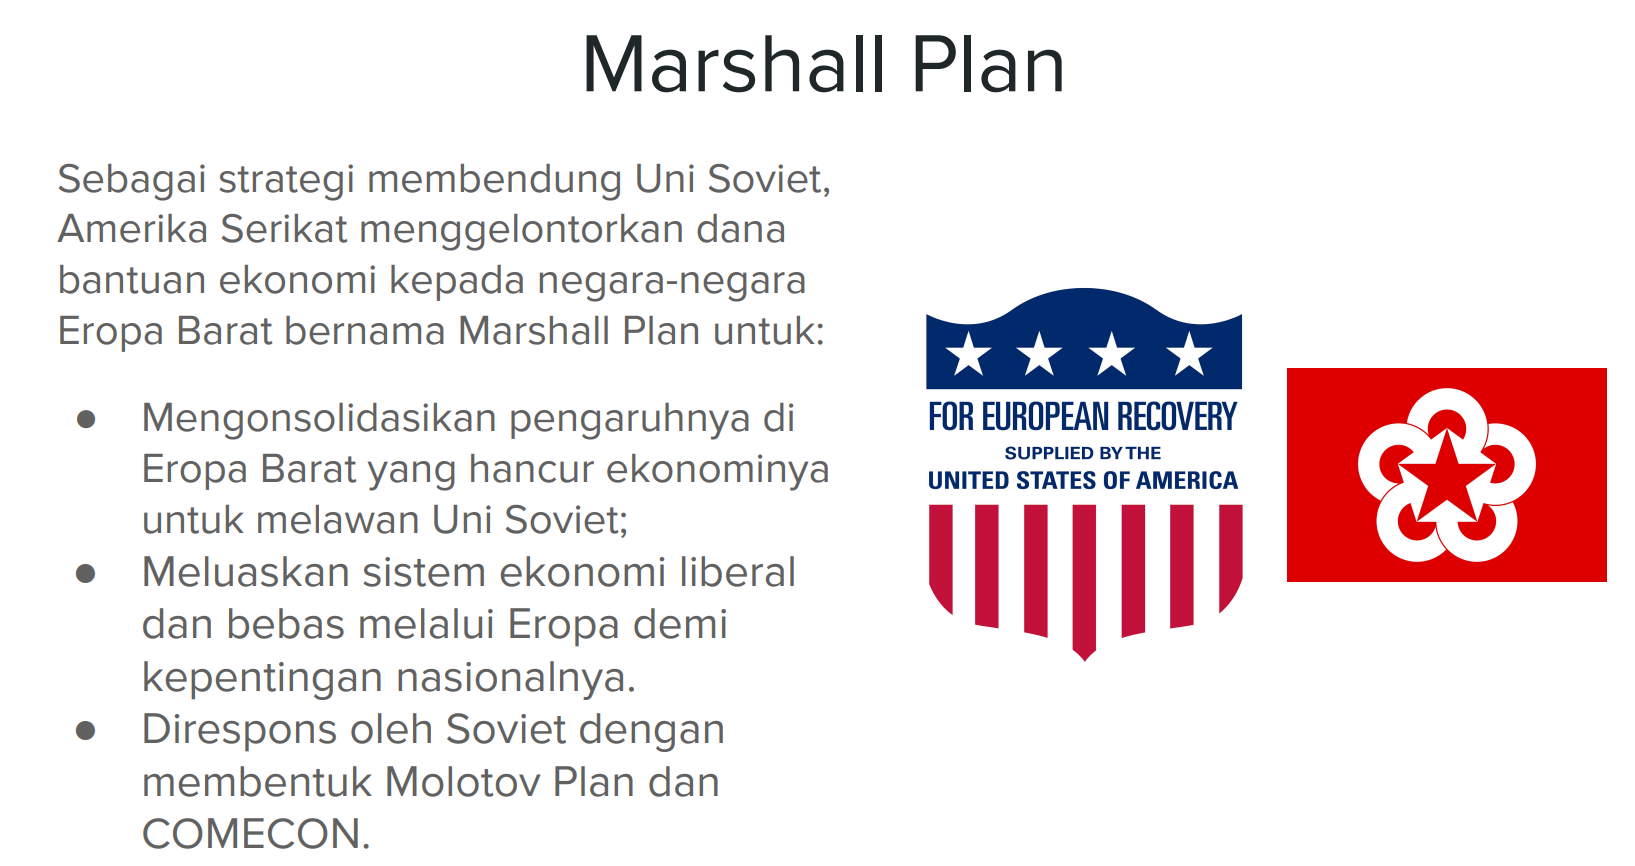 Marshall Plan
Sebagai strategi membendung Uni Soviet,
Amerika Serikat menggelontorkan dana
bantuan ekonomi kepada negara-negara
Eropa Barat bernama Marshall Plan untuk:
● Mengonsolidasikan pengaruhnya di
Eropa Barat yang hancur ekonominya
untuk melawan Uni Soviet;
● Meluaskan sistem ekonomi liberal
dan bebas melalui Eropa demi
kepentingan nasionalnya.
● Direspons oleh Soviet dengan
membentuk Molotov Plan dan
COMECON.
FOR EUROPEAN RECOVERY
SUPPLIED BY THE
UNITED STATES OF AMERICA